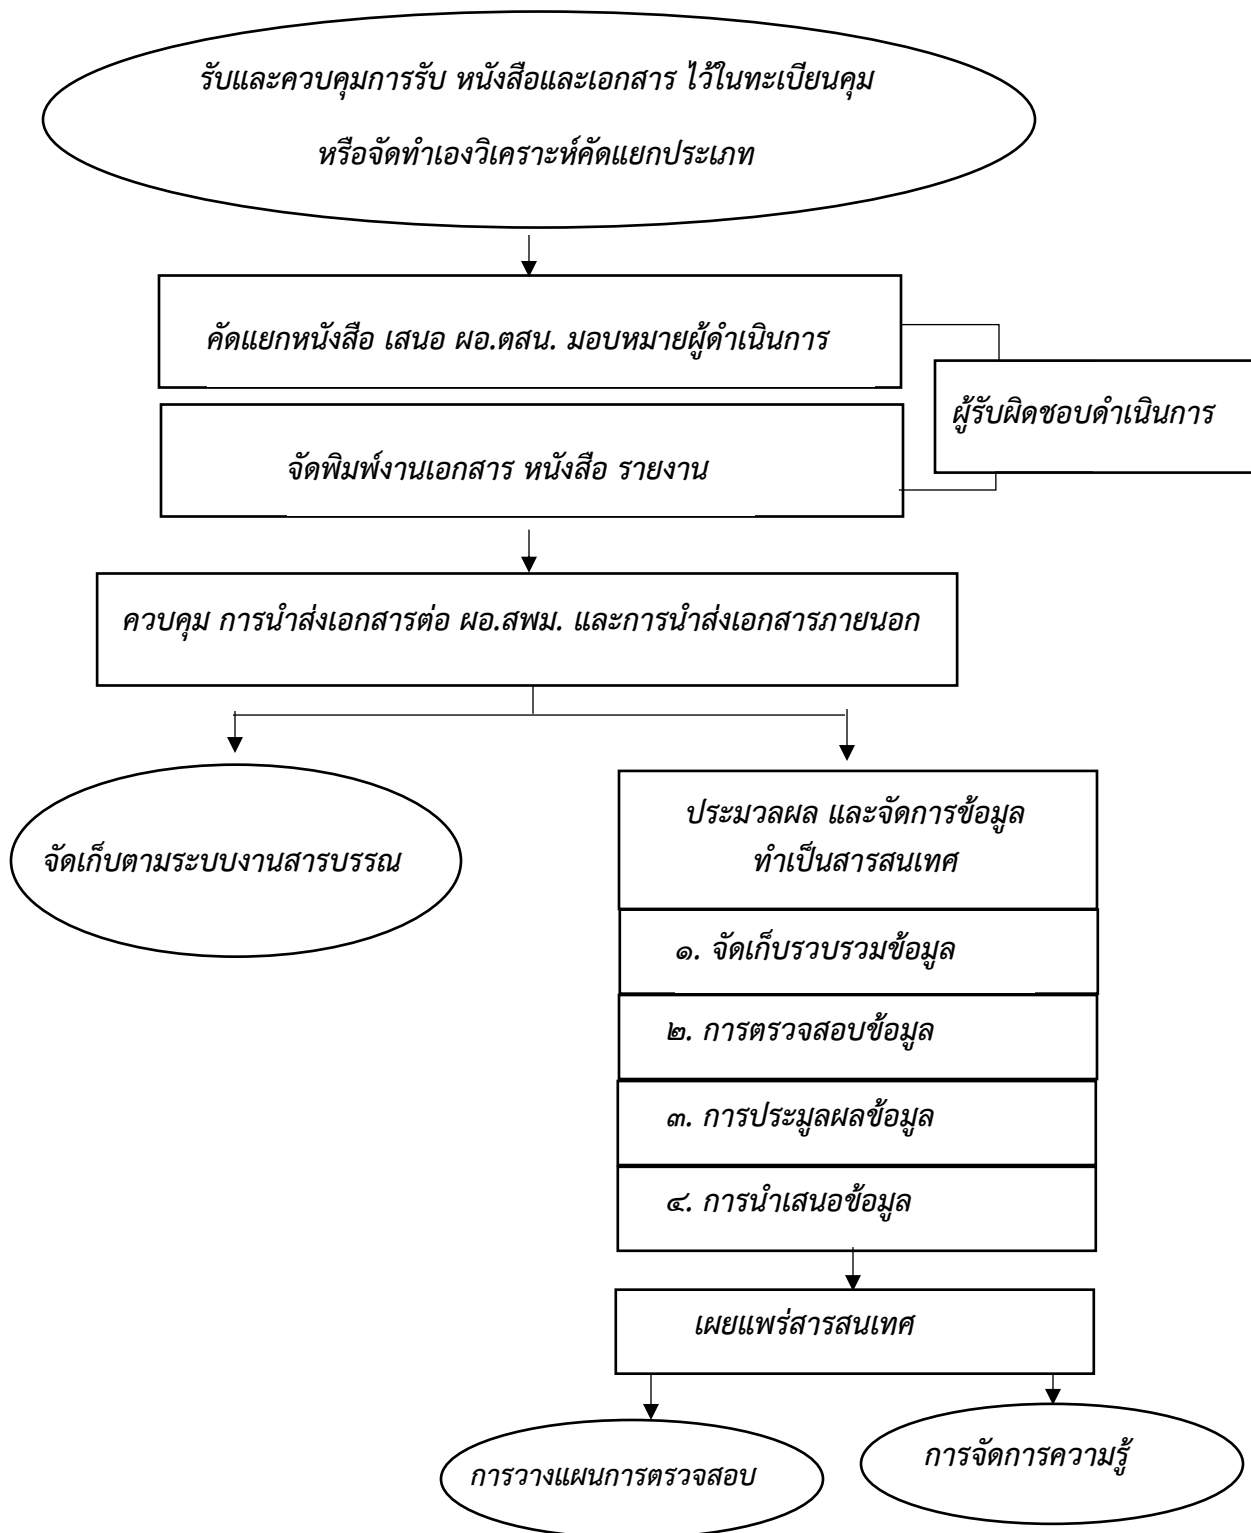 รับและควบคุมการรับ หนังสือและเอกสาร ไว้ในทะเบียนคุม
หรือจัดทำเองวิเคราะห์คัดแยกประเภท
คัดแยกหนังสือ เสนอ ผอ.ตสน. มอบหมายผู้ดำเนินการ
ผู้รับผิดชอบดำเนินการ
จัดพิมพ์งานเอกสาร หนังสือ รายงาน
ควบคุม การนำส่งเอกสารต่อ ผอ.สพม. และการนำส่งเอกสารภายนอก
จัดเก็บตามระบบงานสารบรรณ
ประมวลผล และจัดการข้อมูล
ทำเป็นสารสนเทศ
๑. จัดเก็บรวบรวมข้อมูล
๒. การตรวจสอบข้อมูล
๓. การประมูลผลข้อมูล
๔. การนำเสนอข้อมูล
เผยแพร่สารสนเทศ
การวางแผนการตรวจสอบ
การจัดการความรู้